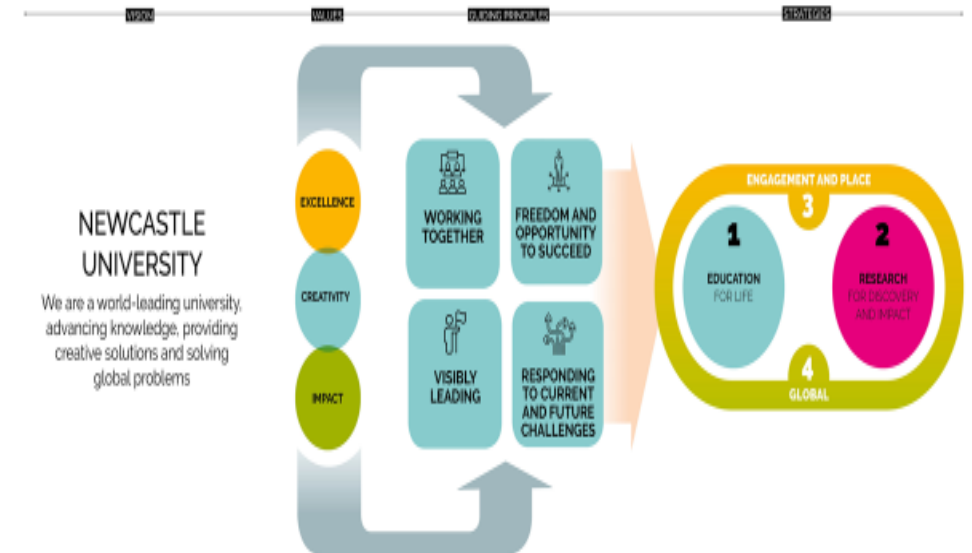 VISION
VALUES
GUIDING PRINCIPLES
STRATEGIES
NEWCASTLE
UNIVERSITY
We are a world-leading university,
advancing knowledge, providing
creative solutions and solving
global problems
EXCELLENCE
CREATIVITY
IMPACT
WORKING
TOGETHER
FREEDOM AND
OPPORTUNITY
TO SUCCEED
VISIBLY
LEADING
RESPONDING
TO CURRENT
AND FUTURE
CHALLENGES
ENGAGEMENT AND PLACE
3
1
EDUCATION
FOR LIFE
2
RESEARCH
FOR DISCOVERY
AND IMPACT
4
GLOBAL